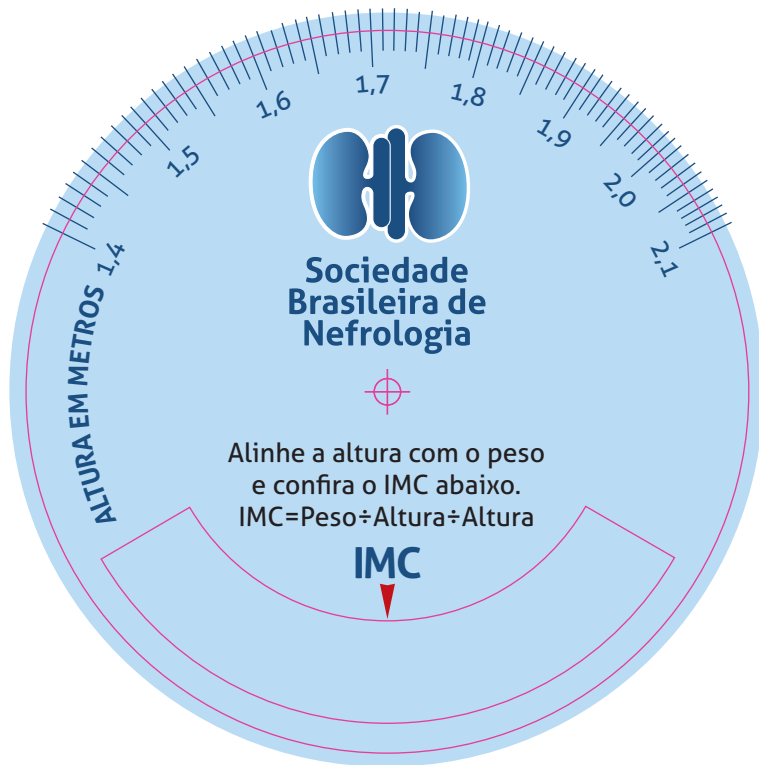 1,4
1,5
1,6
1,7
1,8
1,9
2,0
2,1
ALTURA EM METROS
Sociedade
Brasileira de
Nefrologia
Alinhe a altura com o peso
e confira o IMC abaixo.
IMC=Peso÷Altura÷Altura
IMC